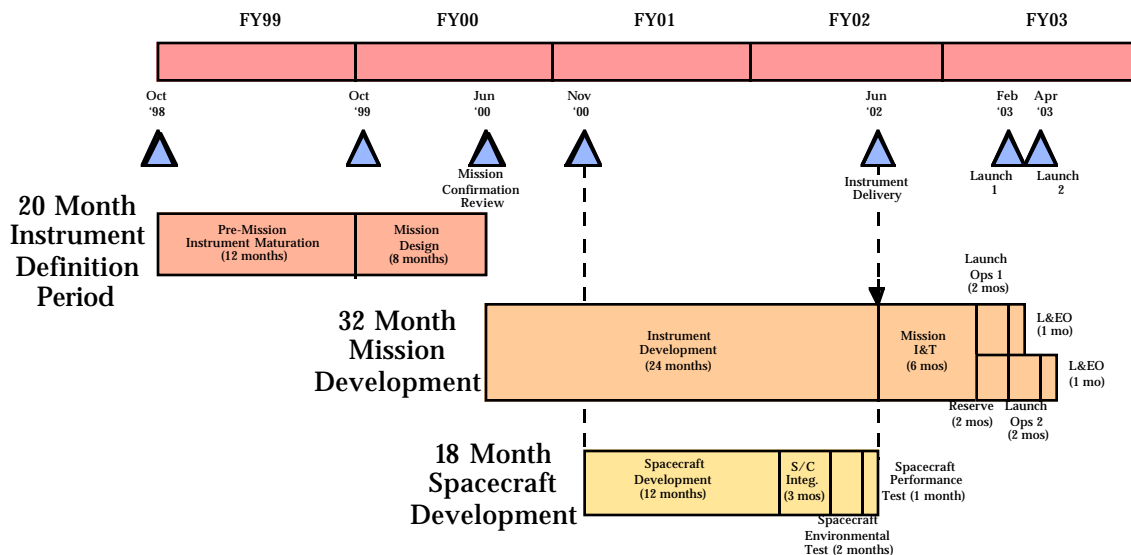 FY99
FY00
FY01
FY02
FY03
Oct
‘98
Oct
‘99
Jun
‘00
Nov
‘00
Jun
‘02
Feb
‘03
Apr
‘03
Mission
Confirmation
Review
Instrument
Delivery
Launch
1
Launch
2
20 Month
Instrument
Definition
Period
Pre-Mission
Instrument Maturation
(12 months)
Mission
Design
(8 months)
Launch
Ops 1
(2 mos)
L&EO
(1 mo)
32 Month
Mission
Development
Instrument
Development
(24 months)
Mission
I&T
(6 mos)
L&EO
(1 mo)
Reserve
(2 mos)
Launch
Ops 2
(2 mos)
18 Month
Spacecraft
Development
Spacecraft
Development
(12 months)
S/C
Integ.
(3 mos)
Spacecraft
Performance
Test (1 month)
Spacecraft
Environmental
Test (2 months)